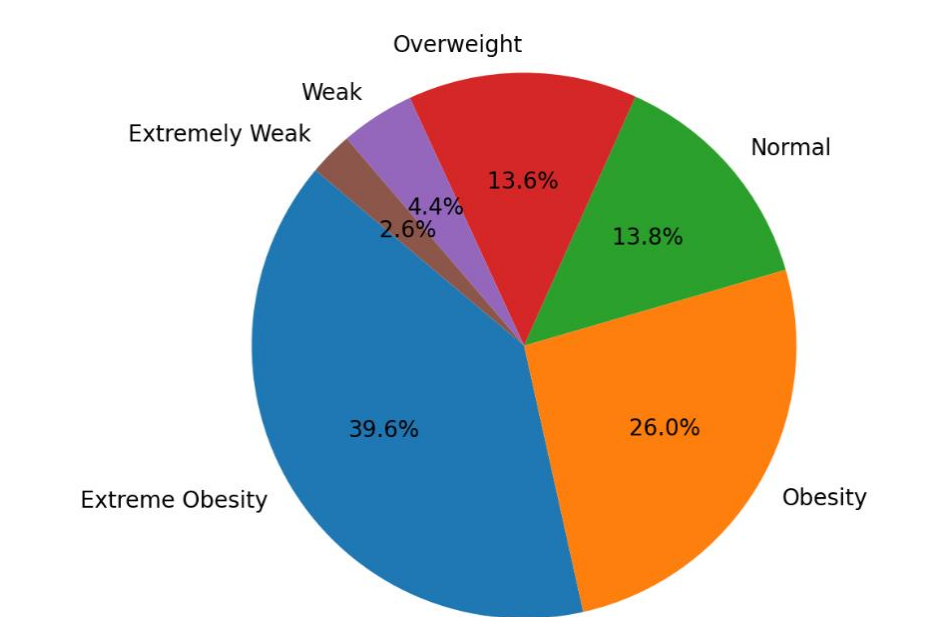 Overweight
Weak
Extremely Weak
Normal
13.6%
4.4%
2.6%
13.8%
39.6%
26.0%
Extreme Obesity
Obesity